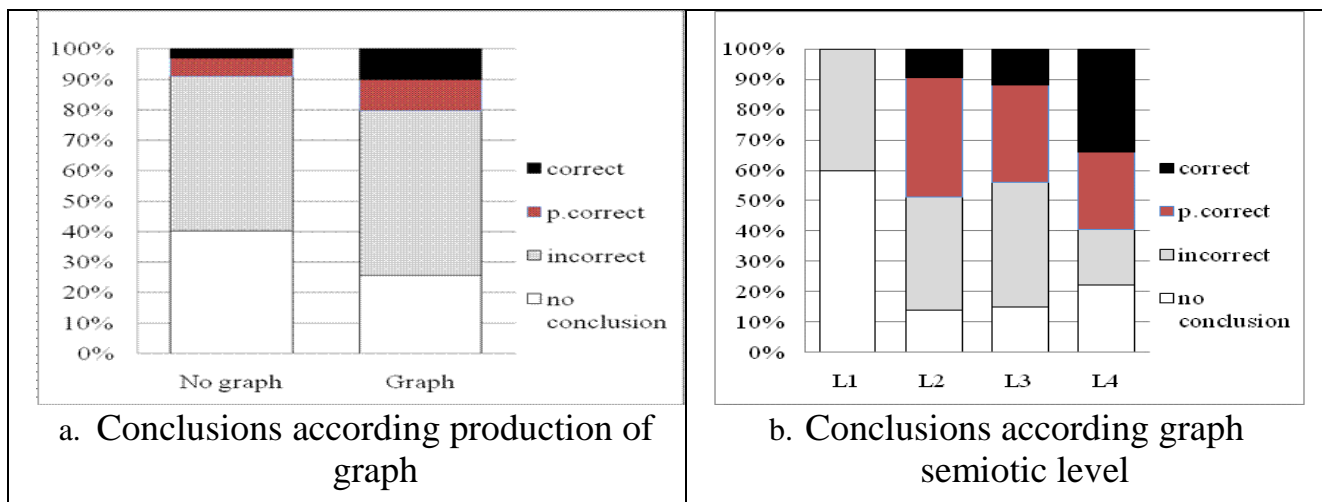 100%
90%
80%
70%
60%
50%
40%
30%
20%
10%
0%
correct
p.correct
incorrect
no
conclusion
No graph
Graph
a. Conclusions according production of
graph
100%
90%
80%
70%
60%
50%
40%
30%
20%
10%
0%
correct
p.correct
incorrect
no
conclusion
L1
L2
L3
L4
b. Conclusions according graph
semiotic level